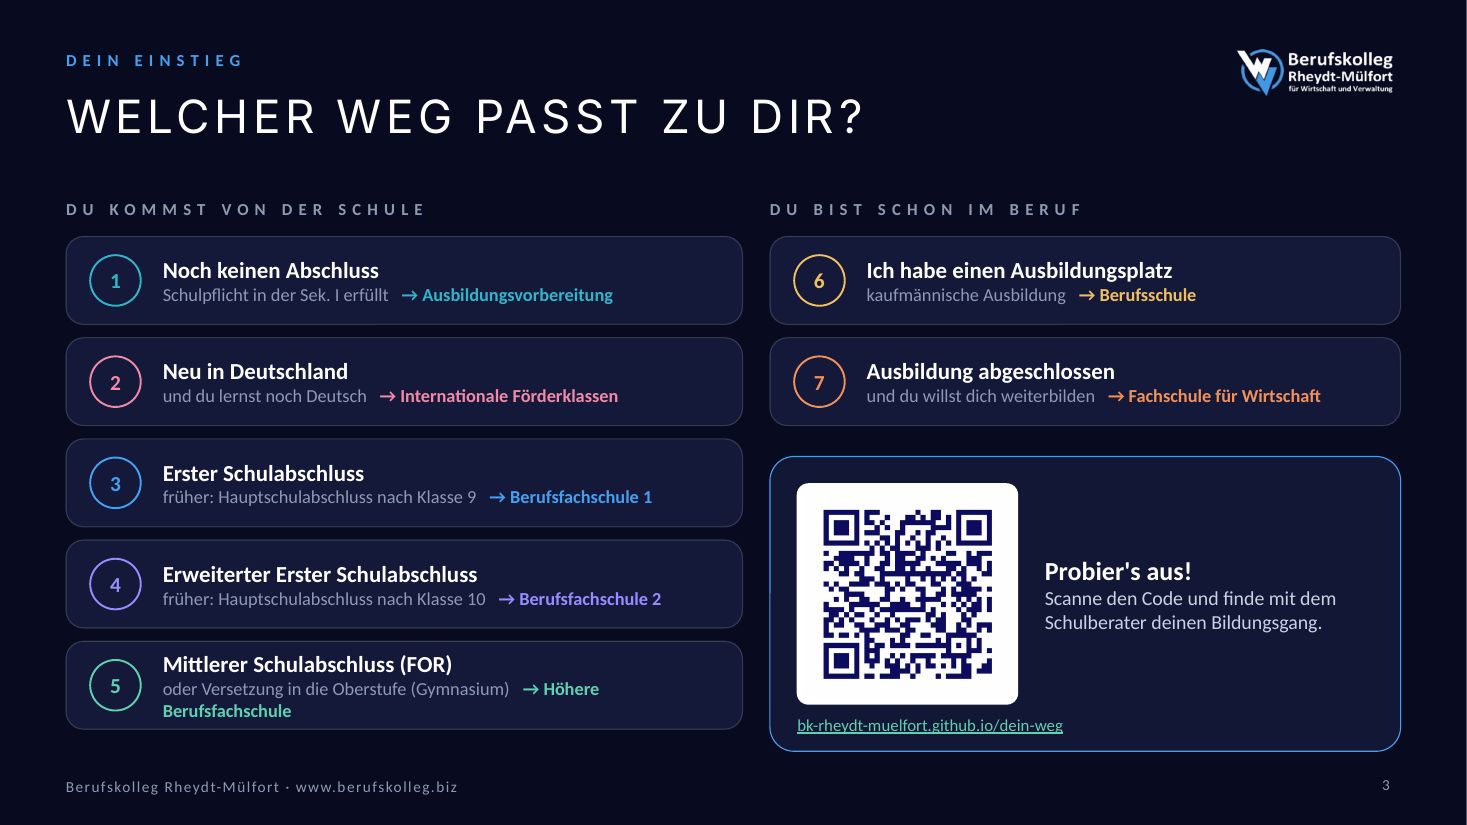 DEIN EINSTIEG
WELCHER WEG PASST ZU DIR?
Berufskolleg
Rheydt-Mülfort
für Wirtschaft und Verwaltung
DU KOMMST VON DER SCHULE
1
Noch keinen Abschluss
Schulpflicht in der Sek. I erfüllt → Ausbildungsvorbereitung
2
Neu in Deutschland
und du lernst noch Deutsch → Internationale Förderklassen
3
Erster Schulabschluss
früher: Hauptschulabschluss nach Klasse 9 → Berufsfachschule 1
4
Erweiterter Erster Schulabschluss
früher: Hauptschulabschluss nach Klasse 10 → Berufsfachschule 2
5
Mittlerer Schulabschluss (FOR)
oder Versetzung in die Oberstufe (Gymnasium) → Höhere
Berufsfachschule
DU BIST SCHON IM BERUF
6
Ich habe einen Ausbildungsplatz
kaufmännische Ausbildung → Berufsschule
7
Ausbildung abgeschlossen
und du willst dich weiterbilden → Fachschule für Wirtschaft
Probier's aus!
Scanne den Code und finde mit dem
Schulberater deinen Bildungsgang.
bk-rheydt-muelfort.github.io/dein-weg
Berufskolleg Rheydt-Mülfort · www.berufskolleg.biz
3